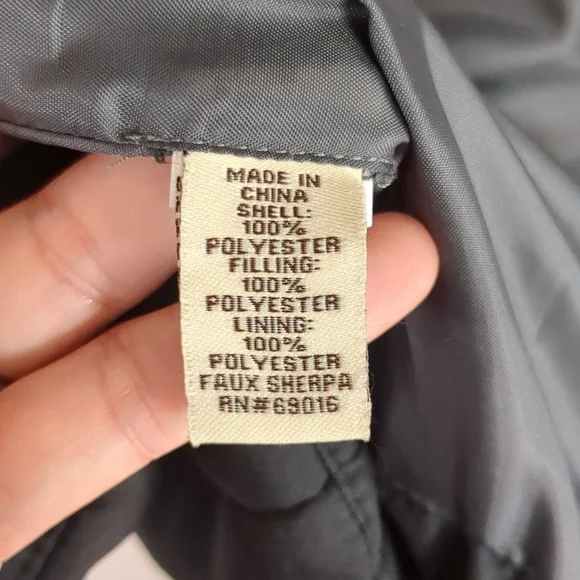 MADE IN
CHINA
SHELL:
100%
POLYESTER
FILLING:
100%
POLYESTER
LINING:
100%
POLYESTER
FAUX SHERPA
RN#69016